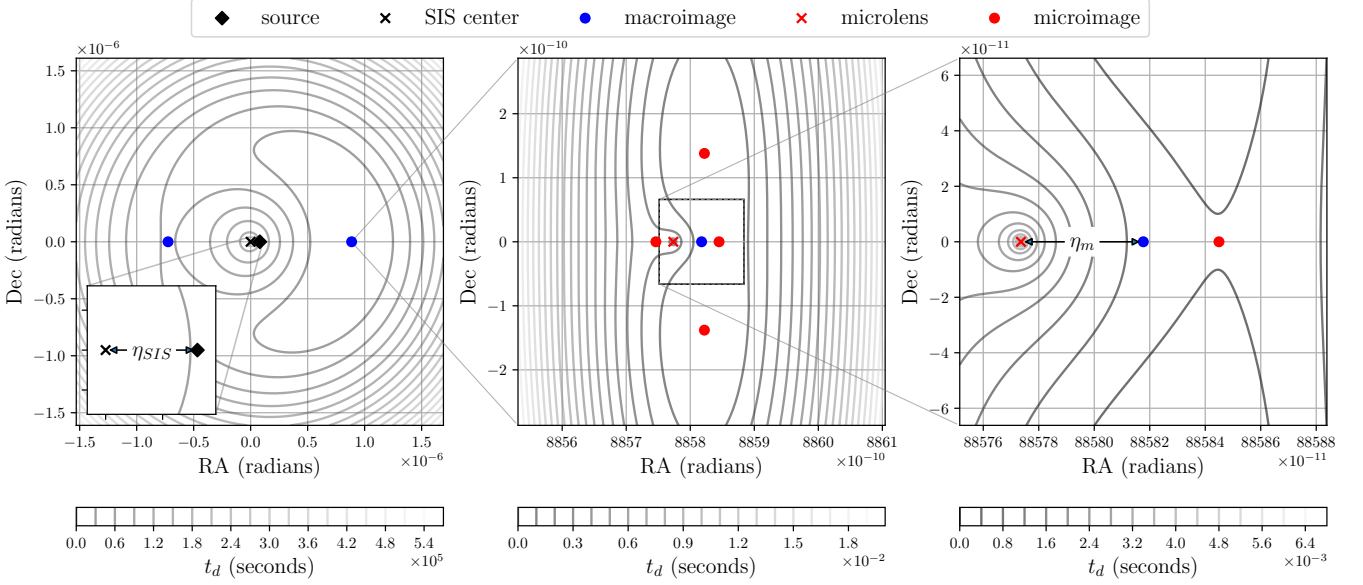 source SIS center macroimage microlens microimage
×10⁻⁶ ×10⁻¹⁰ ×10⁻¹¹
1.5
1.0
0.5
0.0
−0.5
−1.0
−1.5
Dec (radians)
η_SIS
−1.5 −1.0 −0.5 0.0 0.5 1.0 1.5
×10⁻⁶
RA (radians)
2
1
0
−1
−2
Dec (radians)
8856 8857 8858 8859 8860 8861
×10⁻¹⁰
RA (radians)
6
4
2
0
−2
−4
−6
Dec (radians)
η_m
88576 88578 88580 88582 88584 88586 88588
×10⁻¹¹
RA (radians)
0.0 0.6 1.2 1.8 2.4 3.0 3.6 4.2 4.8 5.4
×10⁵
t_d (seconds)
0.0 0.3 0.6 0.9 1.2 1.5 1.8
×10⁻²
t_d (seconds)
0.0 0.8 1.6 2.4 3.2 4.0 4.8 5.6 6.4
×10⁻³
t_d (seconds)